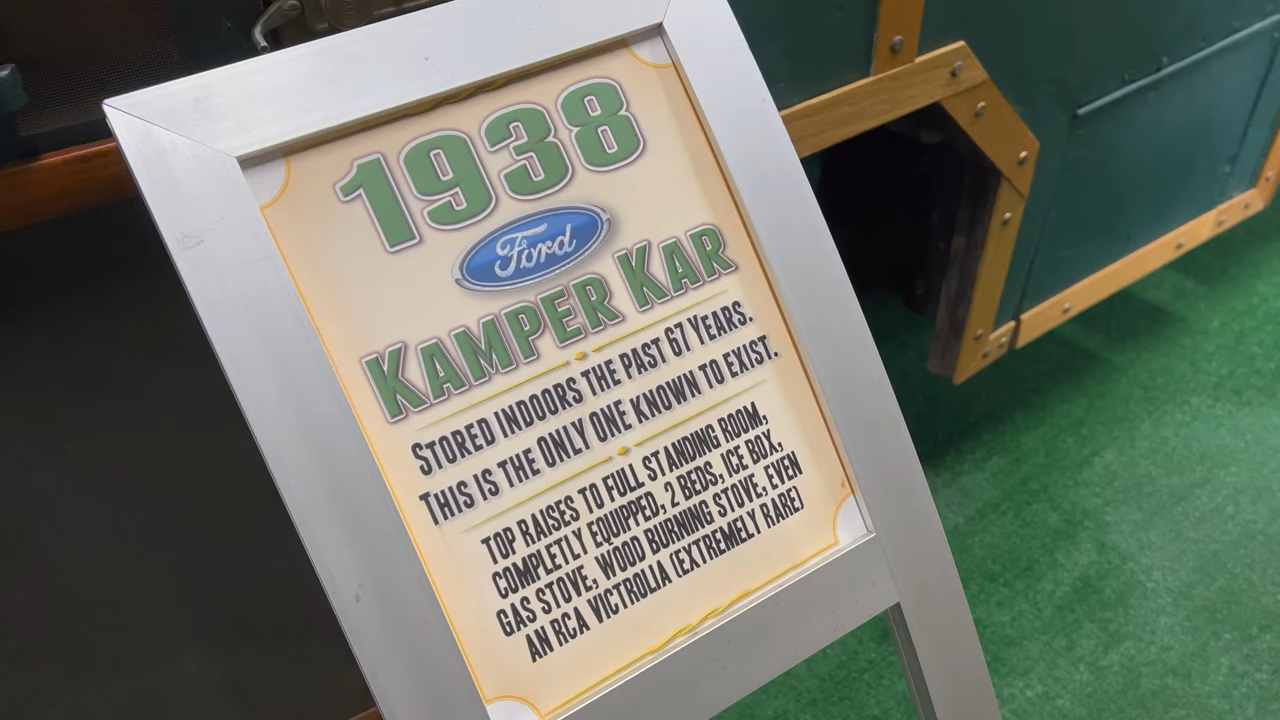 1938
Ford
KAMPER KAR
STORED INDOORS THE PAST 67 YEARS.
THIS IS THE ONLY ONE KNOWN TO EXIST.
TOP RAISES TO FULL STANDING ROOM,
COMPLETLY EQUIPPED, 2 BEDS, ICE BOX,
GAS STOVE, WOOD BURNING STOVE, EVEN
AN RCA VICTROLIA (EXTREMELY RARE)